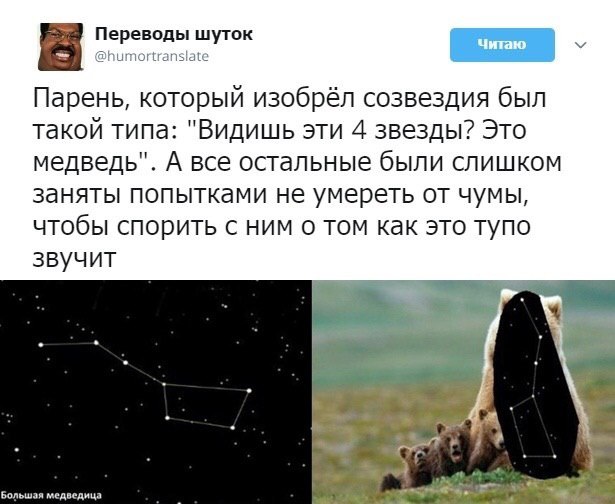 Переводы шуток
@humortranslate
Читаю
Парень, который изобрёл созвездия был
такой типа: "Видишь эти 4 звезды? Это
медведь". А все остальные были слишком
заняты попытками не умереть от чумы,
чтобы спорить с ним о том как это тупо
звучит
Большая медведица